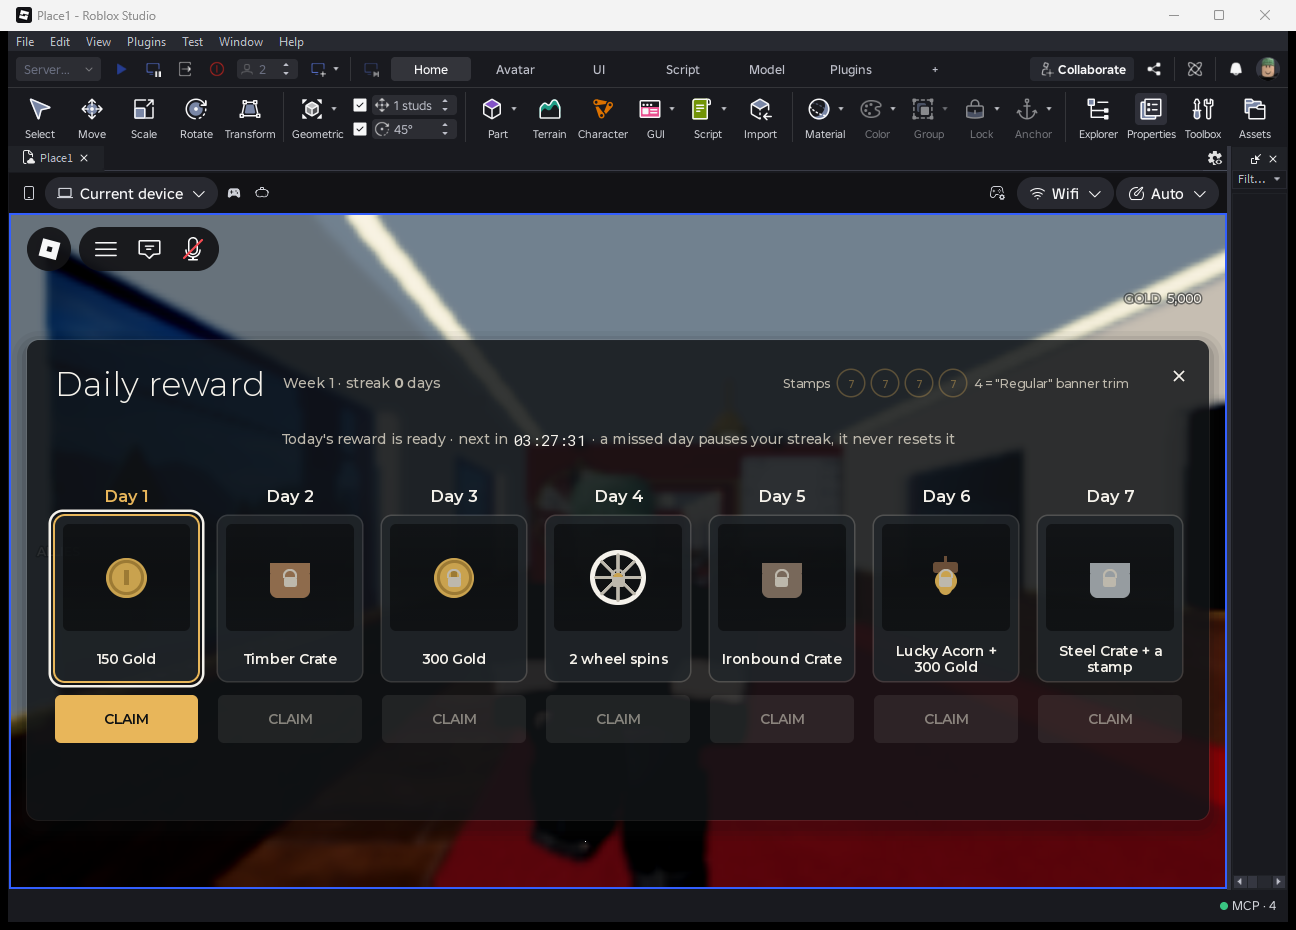 Place1 - Roblox Studio
File Edit View Plugins Test Window Help
Server... 2 Home Avatar UI Script Model Plugins + Collaborate
1 studs
45°
Select Move Scale Rotate Transform Geometric Part Terrain Character GUI Script Import Material Color Group Lock Anchor Explorer Properties Toolbox Assets
Place1
Filt...
Current device Wifi Auto
GOLD 5,000
Daily reward Week 1 · streak 0 days Stamps 7 7 7 7 4 = "Regular" banner trim
Today's reward is ready · next in 03:27:31 · a missed day pauses your streak, it never resets it
Day 1 Day 2 Day 3 Day 4 Day 5 Day 6 Day 7
150 Gold Timber Crate 300 Gold 2 wheel spins Ironbound Crate Lucky Acorn + 300 Gold Steel Crate + a stamp
CLAIM CLAIM CLAIM CLAIM CLAIM CLAIM CLAIM
MCP · 4